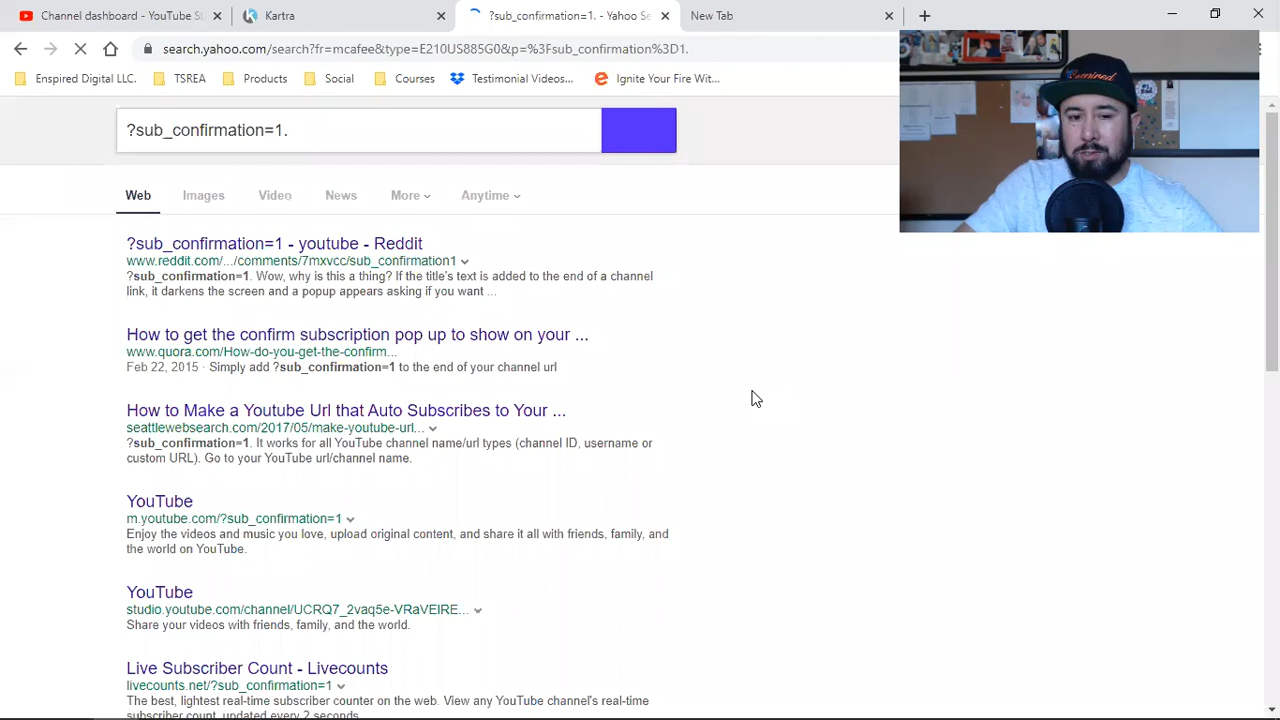 Channel dashboard - YouTube St
Kartra
?sub_confirmation=1. - Yahoo Se
New Tab
search.yahoo.com/search?fr=mcafee&type=E210US885G0&p=%3Fsub_confirmation%3D1.
Enspired Digital LLC.
TSREA
Products
Scripts
Courses
Testimonial Videos...
Ignite Your Fire Wit...
?sub_confirmation=1.
Web
Images
Video
News
More
Anytime
?sub_confirmation=1 - youtube - Reddit
www.reddit.com/.../comments/7mxvcc/sub_confirmation1
?sub_confirmation=1. Wow, why is this a thing? If the title's text is added to the end of a channel
link, it darkens the screen and a popup appears asking if you want ...
How to get the confirm subscription pop up to show on your ...
www.quora.com/How-do-you-get-the-confirm...
Feb 22, 2015 · Simply add ?sub_confirmation=1 to the end of your channel url
How to Make a Youtube Url that Auto Subscribes to Your ...
seattlewebsearch.com/2017/05/make-youtube-url...
?sub_confirmation=1. It works for all YouTube channel name/url types (channel ID, username or
custom URL). Go to your YouTube url/channel name.
YouTube
m.youtube.com/?sub_confirmation=1
Enjoy the videos and music you love, upload original content, and share it all with friends, family, and
the world on YouTube.
YouTube
studio.youtube.com/channel/UCRQ7_2vaq5e-VRaVEIRE...
Share your videos with friends, family, and the world.
Live Subscriber Count - Livecounts
livecounts.net/?sub_confirmation=1
The best, lightest real-time subscriber counter on the web. View any YouTube channel's real-time
subscriber count, updated every 2 seconds.